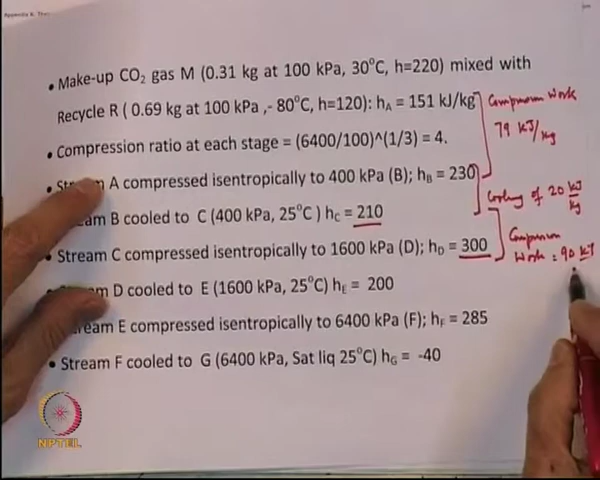 Appendix A. Ther
• Make-up CO2 gas M (0.31 kg at 100 kPa, 30°C, h=220) mixed with
Recycle R ( 0.69 kg at 100 kPa ,- 80°C, h=120): hA = 151 kJ/kg
• Compression ratio at each stage = (6400/100)^(1/3) = 4.
• Stream A compressed isentropically to 400 kPa (B); hB = 230
eam B cooled to C (400 kPa, 25°C ) hC = 210
• Stream C compressed isentropically to 1600 kPa (D); hD = 300
m D cooled to E (1600 kPa, 25°C) hE = 200
ream E compressed isentropically to 6400 kPa (F); hF = 285
• Stream F cooled to G (6400 kPa, Sat liq 25°C) hG = -40
Compression Work
79 kJ/kg
Cooling of 20 kJ/kg
Compression
Work = 90 kJ
NPTEL